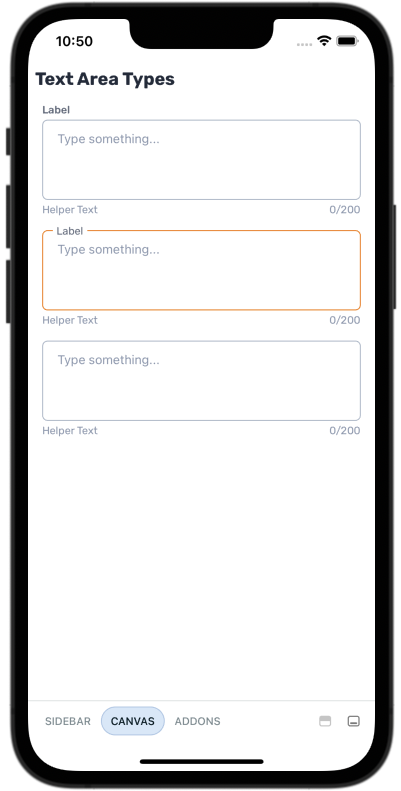 10:50
Text Area Types
Label
Type something...
Helper Text 0/200
Label
Type something...
Helper Text 0/200
Type something...
Helper Text 0/200
SIDEBAR CANVAS ADDONS